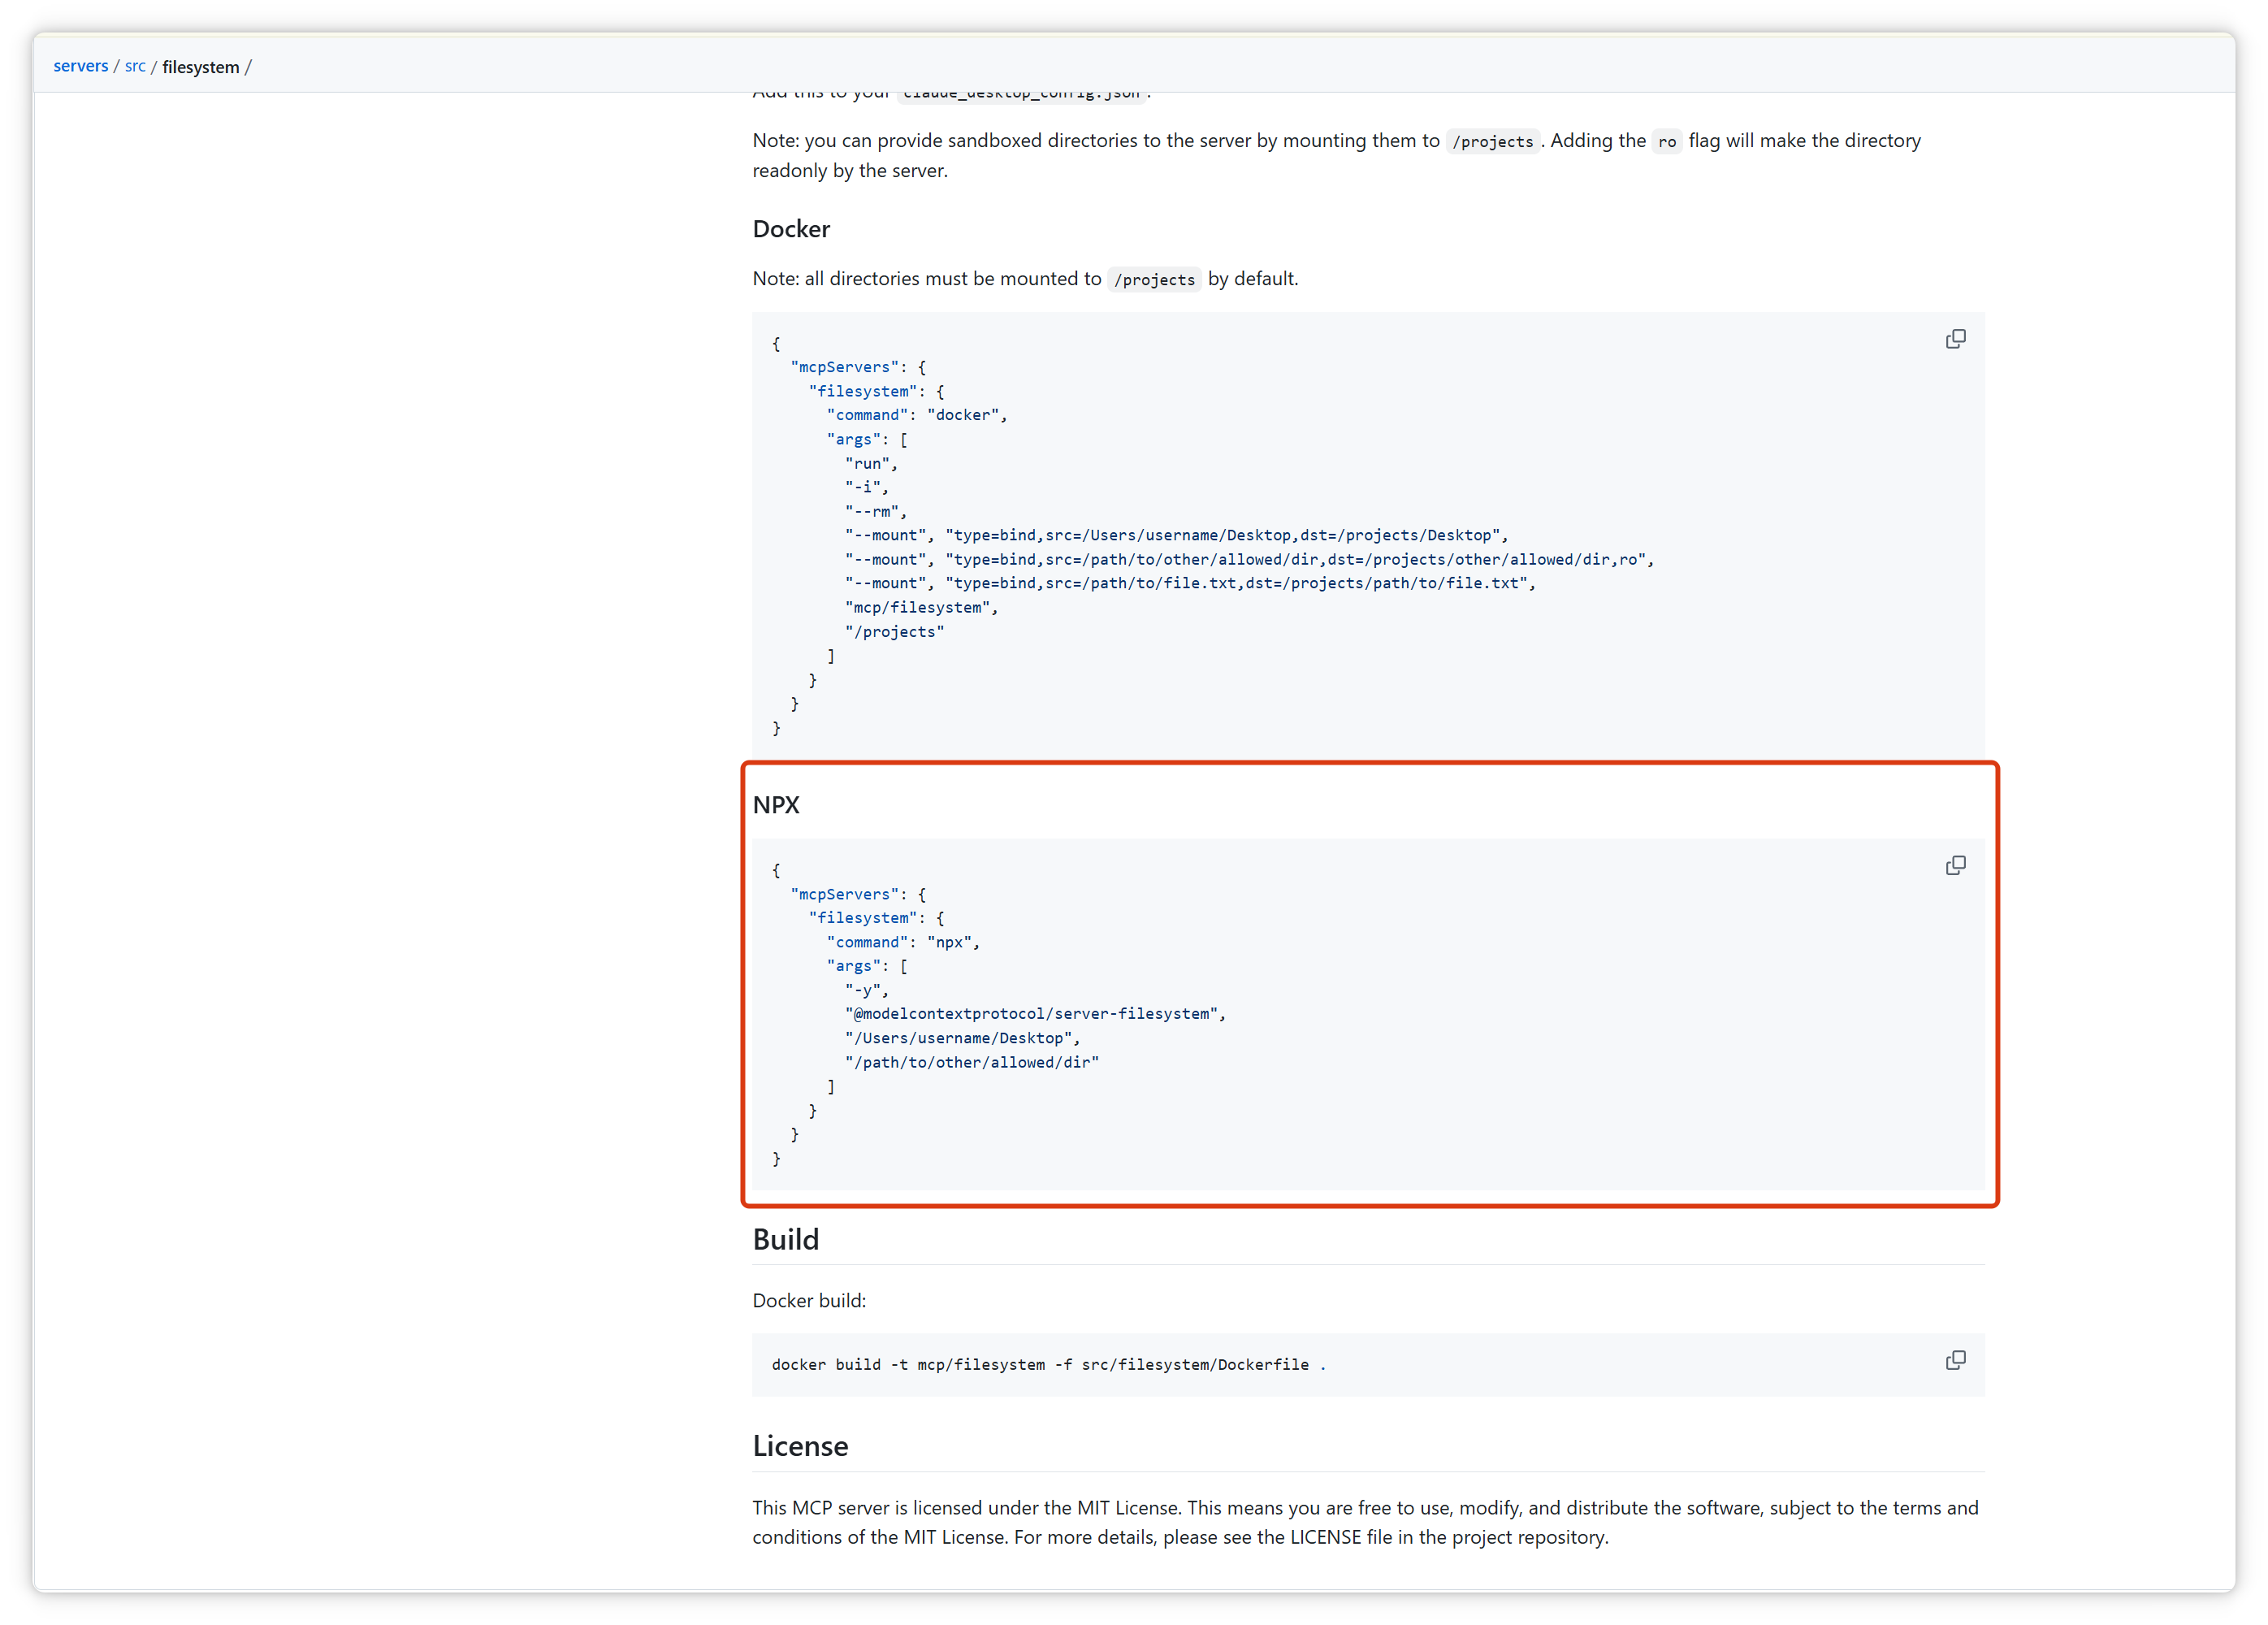 servers / src / filesystem /
Add this to your claude_desktop_config.json.
Note: you can provide sandboxed directories to the server by mounting them to /projects. Adding the ro flag will make the directory
readonly by the server.
Docker
Note: all directories must be mounted to /projects by default.
{
  "mcpServers": {
    "filesystem": {
      "command": "docker",
      "args": [
        "run",
        "-i",
        "--rm",
        "--mount", "type=bind,src=/Users/username/Desktop,dst=/projects/Desktop",
        "--mount", "type=bind,src=/path/to/other/allowed/dir,dst=/projects/other/allowed/dir,ro",
        "--mount", "type=bind,src=/path/to/file.txt,dst=/projects/path/to/file.txt",
        "mcp/filesystem",
        "/projects"
      ]
    }
  }
}
NPX
{
  "mcpServers": {
    "filesystem": {
      "command": "npx",
      "args": [
        "-y",
        "@modelcontextprotocol/server-filesystem",
        "/Users/username/Desktop",
        "/path/to/other/allowed/dir"
      ]
    }
  }
}
Build
Docker build:
docker build -t mcp/filesystem -f src/filesystem/Dockerfile .
License
This MCP server is licensed under the MIT License. This means you are free to use, modify, and distribute the software, subject to the terms and
conditions of the MIT License. For more details, please see the LICENSE file in the project repository.